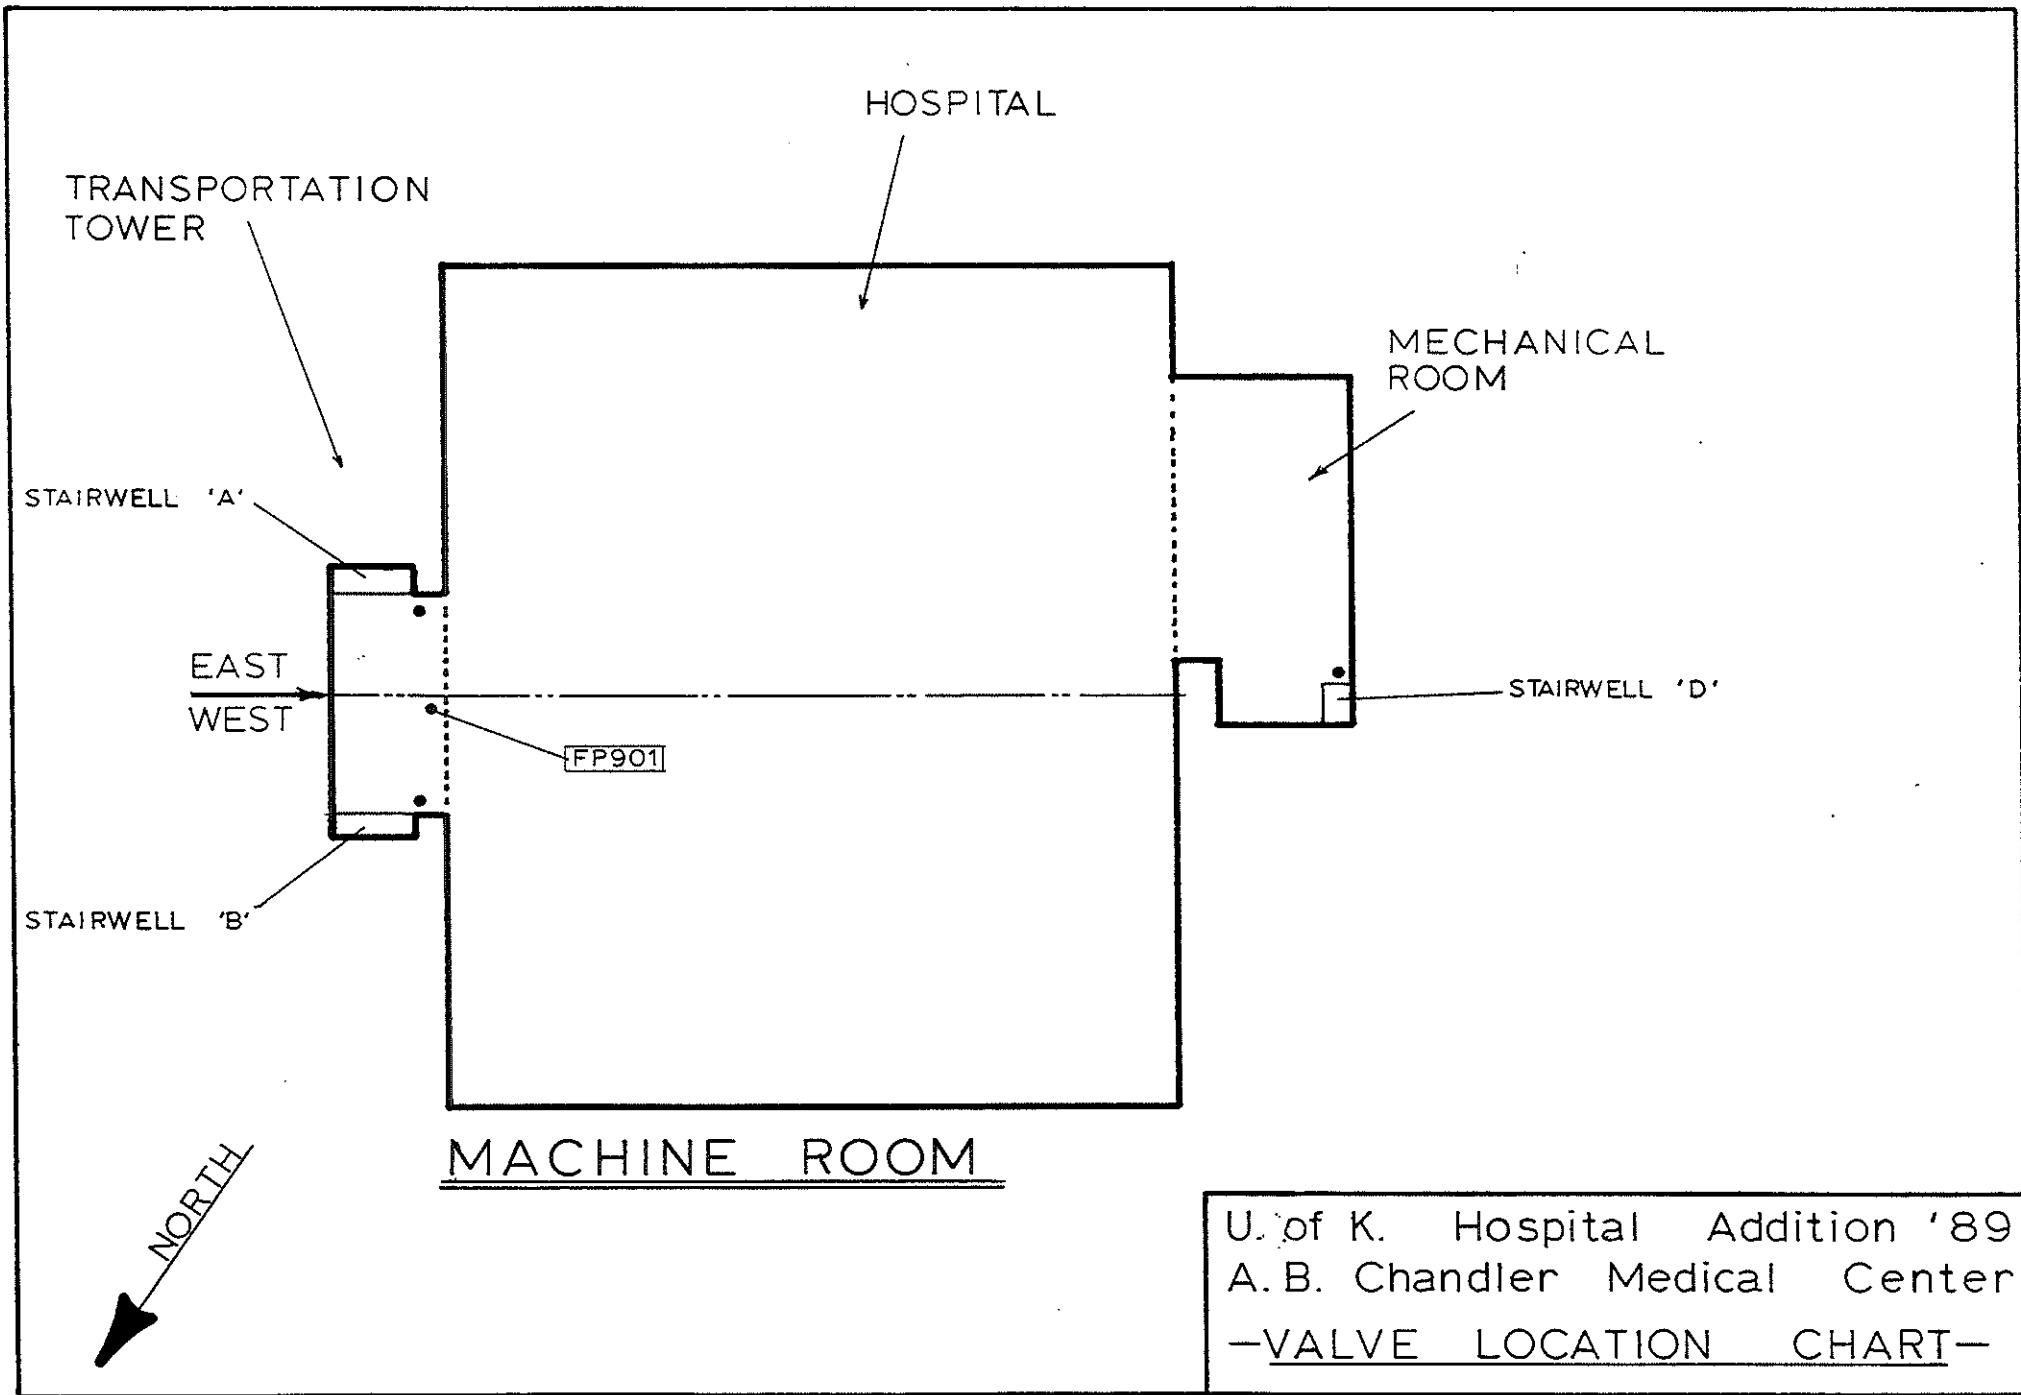 HOSPITAL
TRANSPORTATION
TOWER
MECHANICAL
ROOM
STAIRWELL 'A'
EAST
WEST
STAIRWELL 'D'
FP901
STAIRWELL 'B'
MACHINE ROOM
NORTH
U. of K. Hospital Addition '89
A.B. Chandler Medical Center
—VALVE LOCATION CHART—